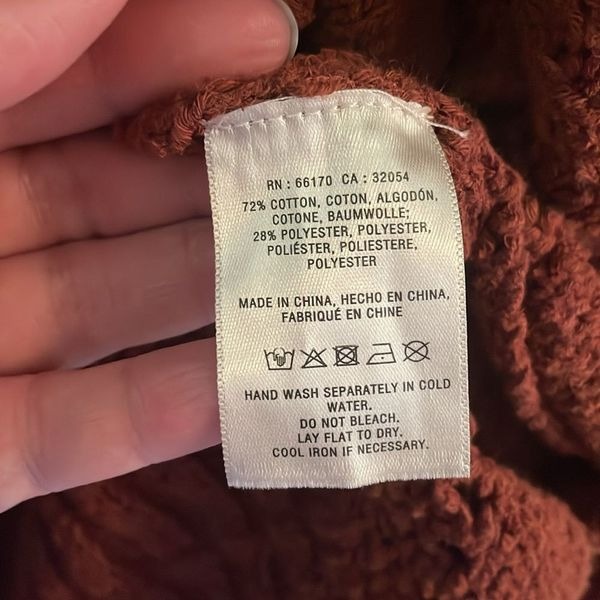 RN : 66170 CA : 32054
72% COTTON, COTON, ALGODÓN,
COTONE, BAUMWOLLE;
28% POLYESTER, POLYESTER,
POLIÉSTER, POLIESTERE,
POLYESTER
MADE IN CHINA, HECHO EN CHINA,
FABRIQUÉ EN CHINE
HAND WASH SEPARATELY IN COLD
WATER.
DO NOT BLEACH.
LAY FLAT TO DRY.
COOL IRON IF NECESSARY.